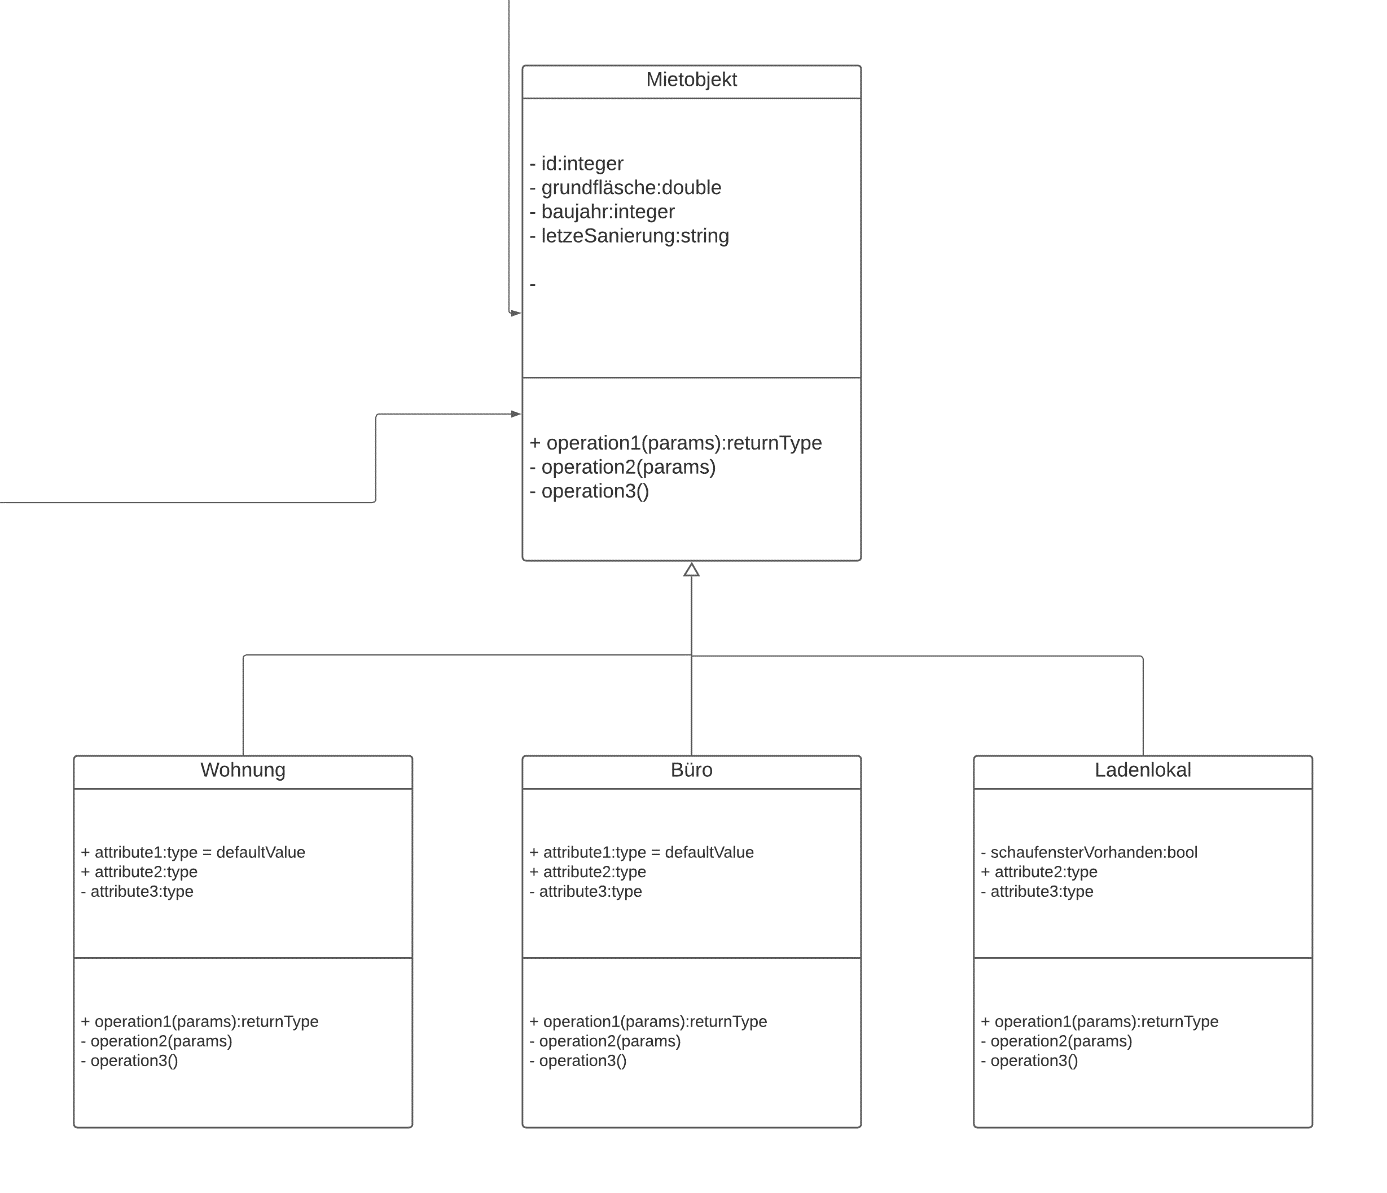 Mietobjekt
- id:integer
- grundfläsche:double
- baujahr:integer
- letzeSanierung:string
-
+ operation1(params):returnType
- operation2(params)
- operation3()
Wohnung
+ attribute1:type = defaultValue
+ attribute2:type
- attribute3:type
+ operation1(params):returnType
- operation2(params)
- operation3()
Büro
+ attribute1:type = defaultValue
+ attribute2:type
- attribute3:type
+ operation1(params):returnType
- operation2(params)
- operation3()
Ladenlokal
- schaufensterVorhanden:bool
+ attribute2:type
- attribute3:type
+ operation1(params):returnType
- operation2(params)
- operation3()